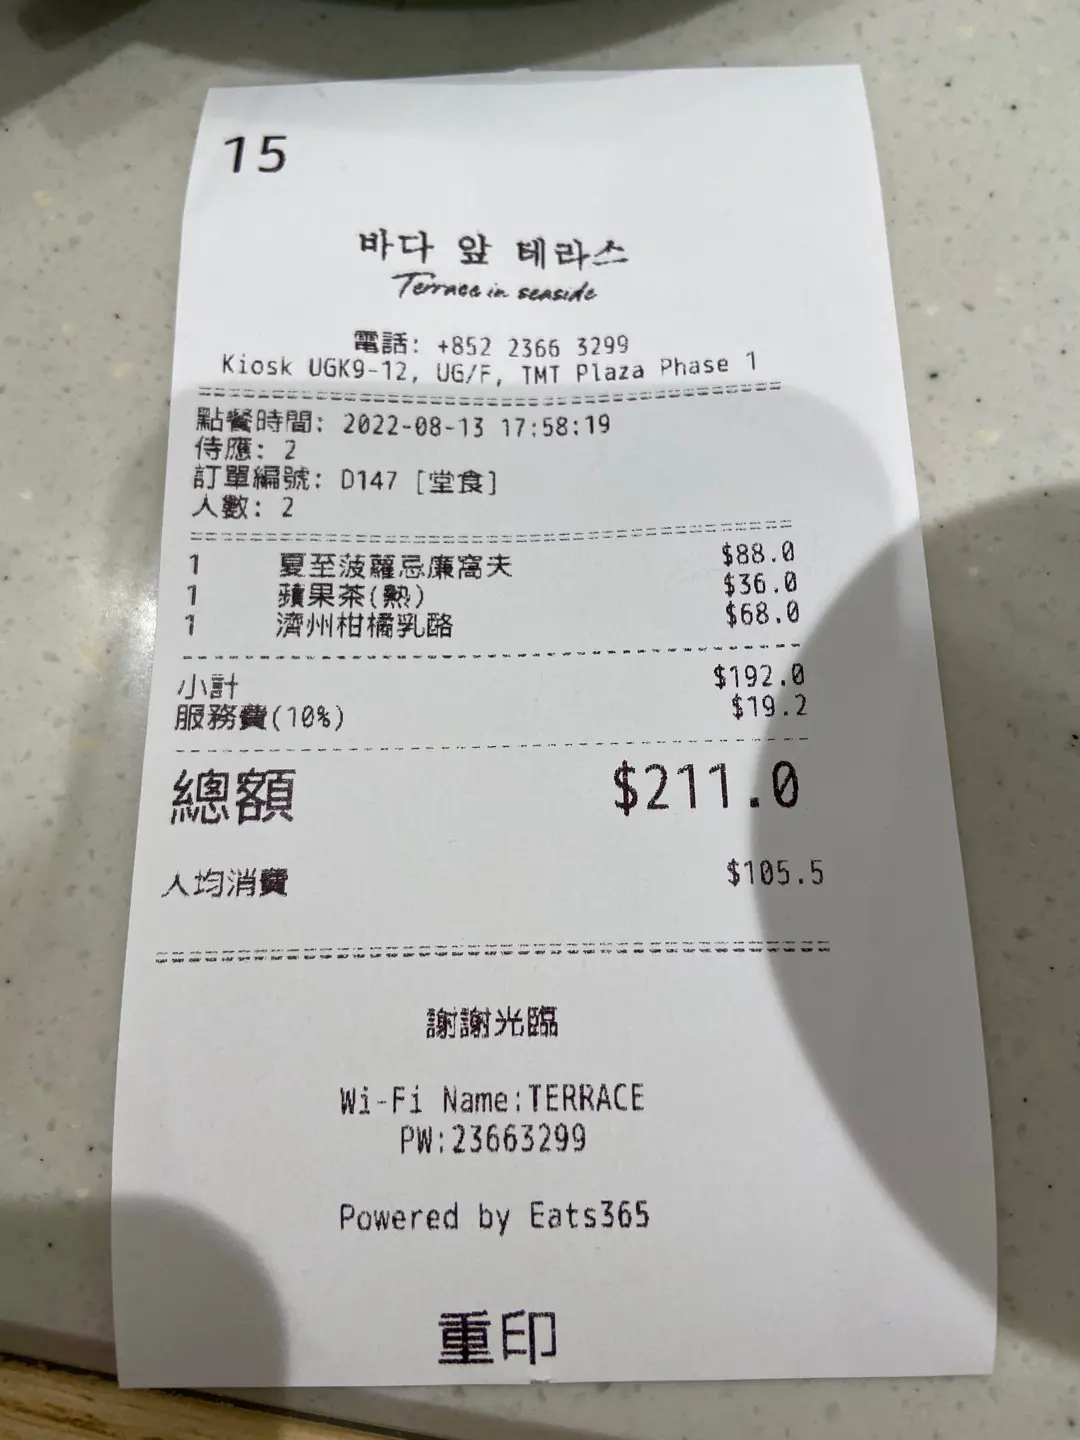 15
바다 앞 테라스
Terrace in seaside
電話: +852 2366 3299
Kiosk UGK9-12, UG/F, TMT Plaza Phase 1
點餐時間: 2022-08-13 17:58:19
侍應: 2
訂單編號: D147 [堂食]
人數: 2
1 夏至菠蘿忌廉窩夫 $88.0
1 蘋果茶(熱) $36.0
1 濟州柑橘乳酪 $68.0
小計 $192.0
服務費(10%) $19.2
總額 $211.0
人均消費 $105.5
謝謝光臨
Wi-Fi Name:TERRACE
PW:23663299
Powered by Eats365
重印